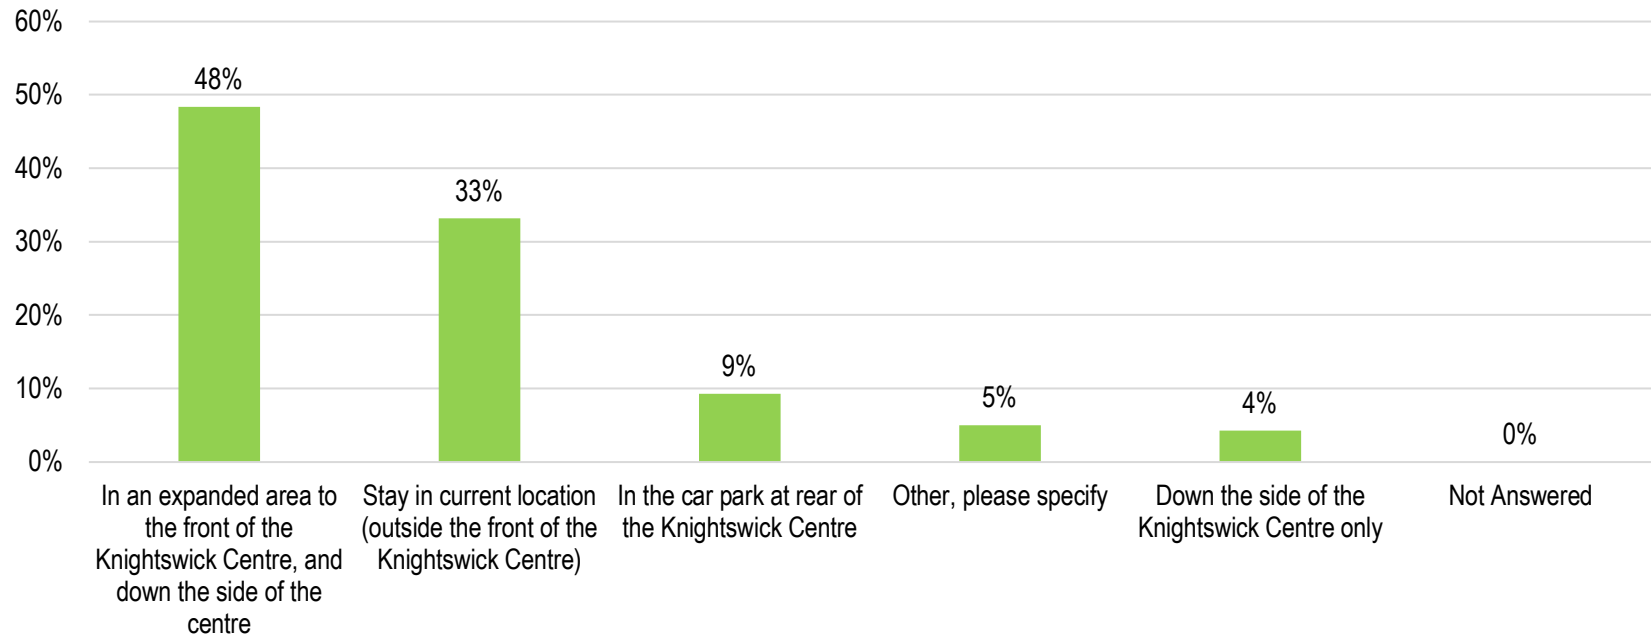 60%
50%
40%
30%
20%
10%
0%
48%
33%
9%
5%
4%
0%
In an expanded area to
the front of the
Knightswick Centre, and
down the side of the
centre
Stay in current location
(outside the front of the
Knightswick Centre)
In the car park at rear of
the Knightswick Centre
Other, please specify
Down the side of the
Knightswick Centre only
Not Answered